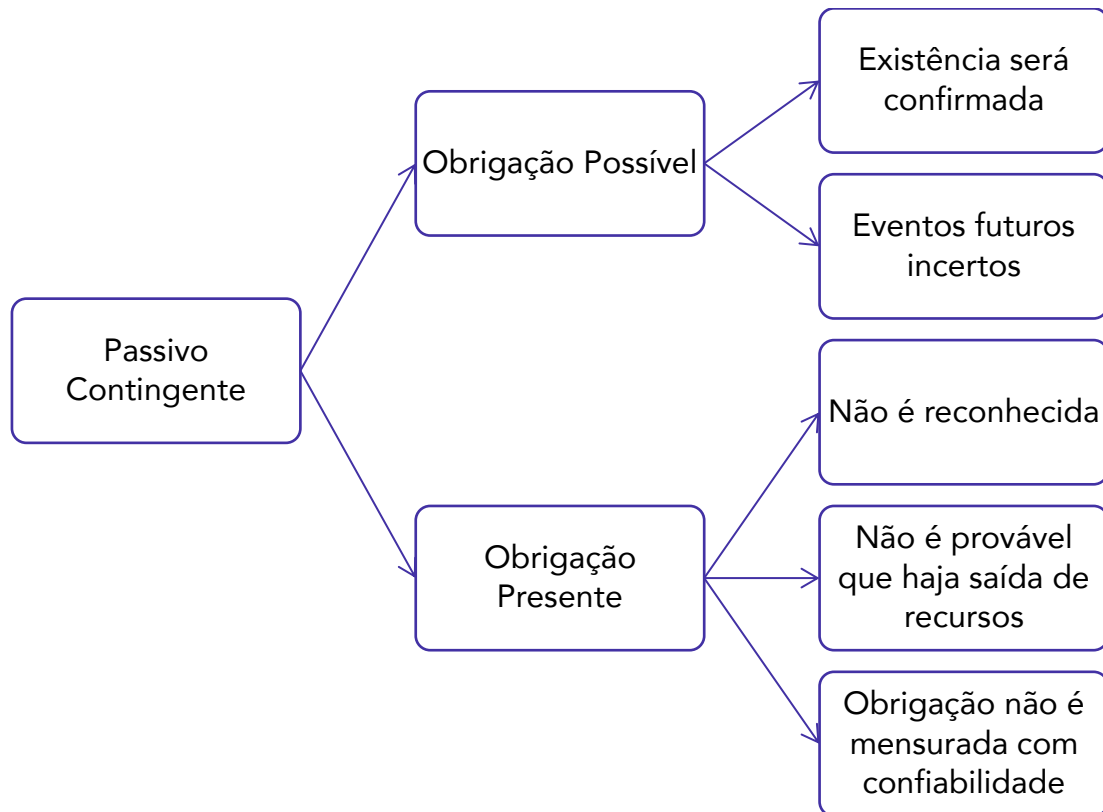 Existência será
confirmada
Obrigação Possível
Eventos futuros
incertos
Passivo
Contingente
Não é reconhecida
Obrigação
Presente
Não é provável
que haja saída de
recursos
Obrigação não é
mensurada com
confiabilidade